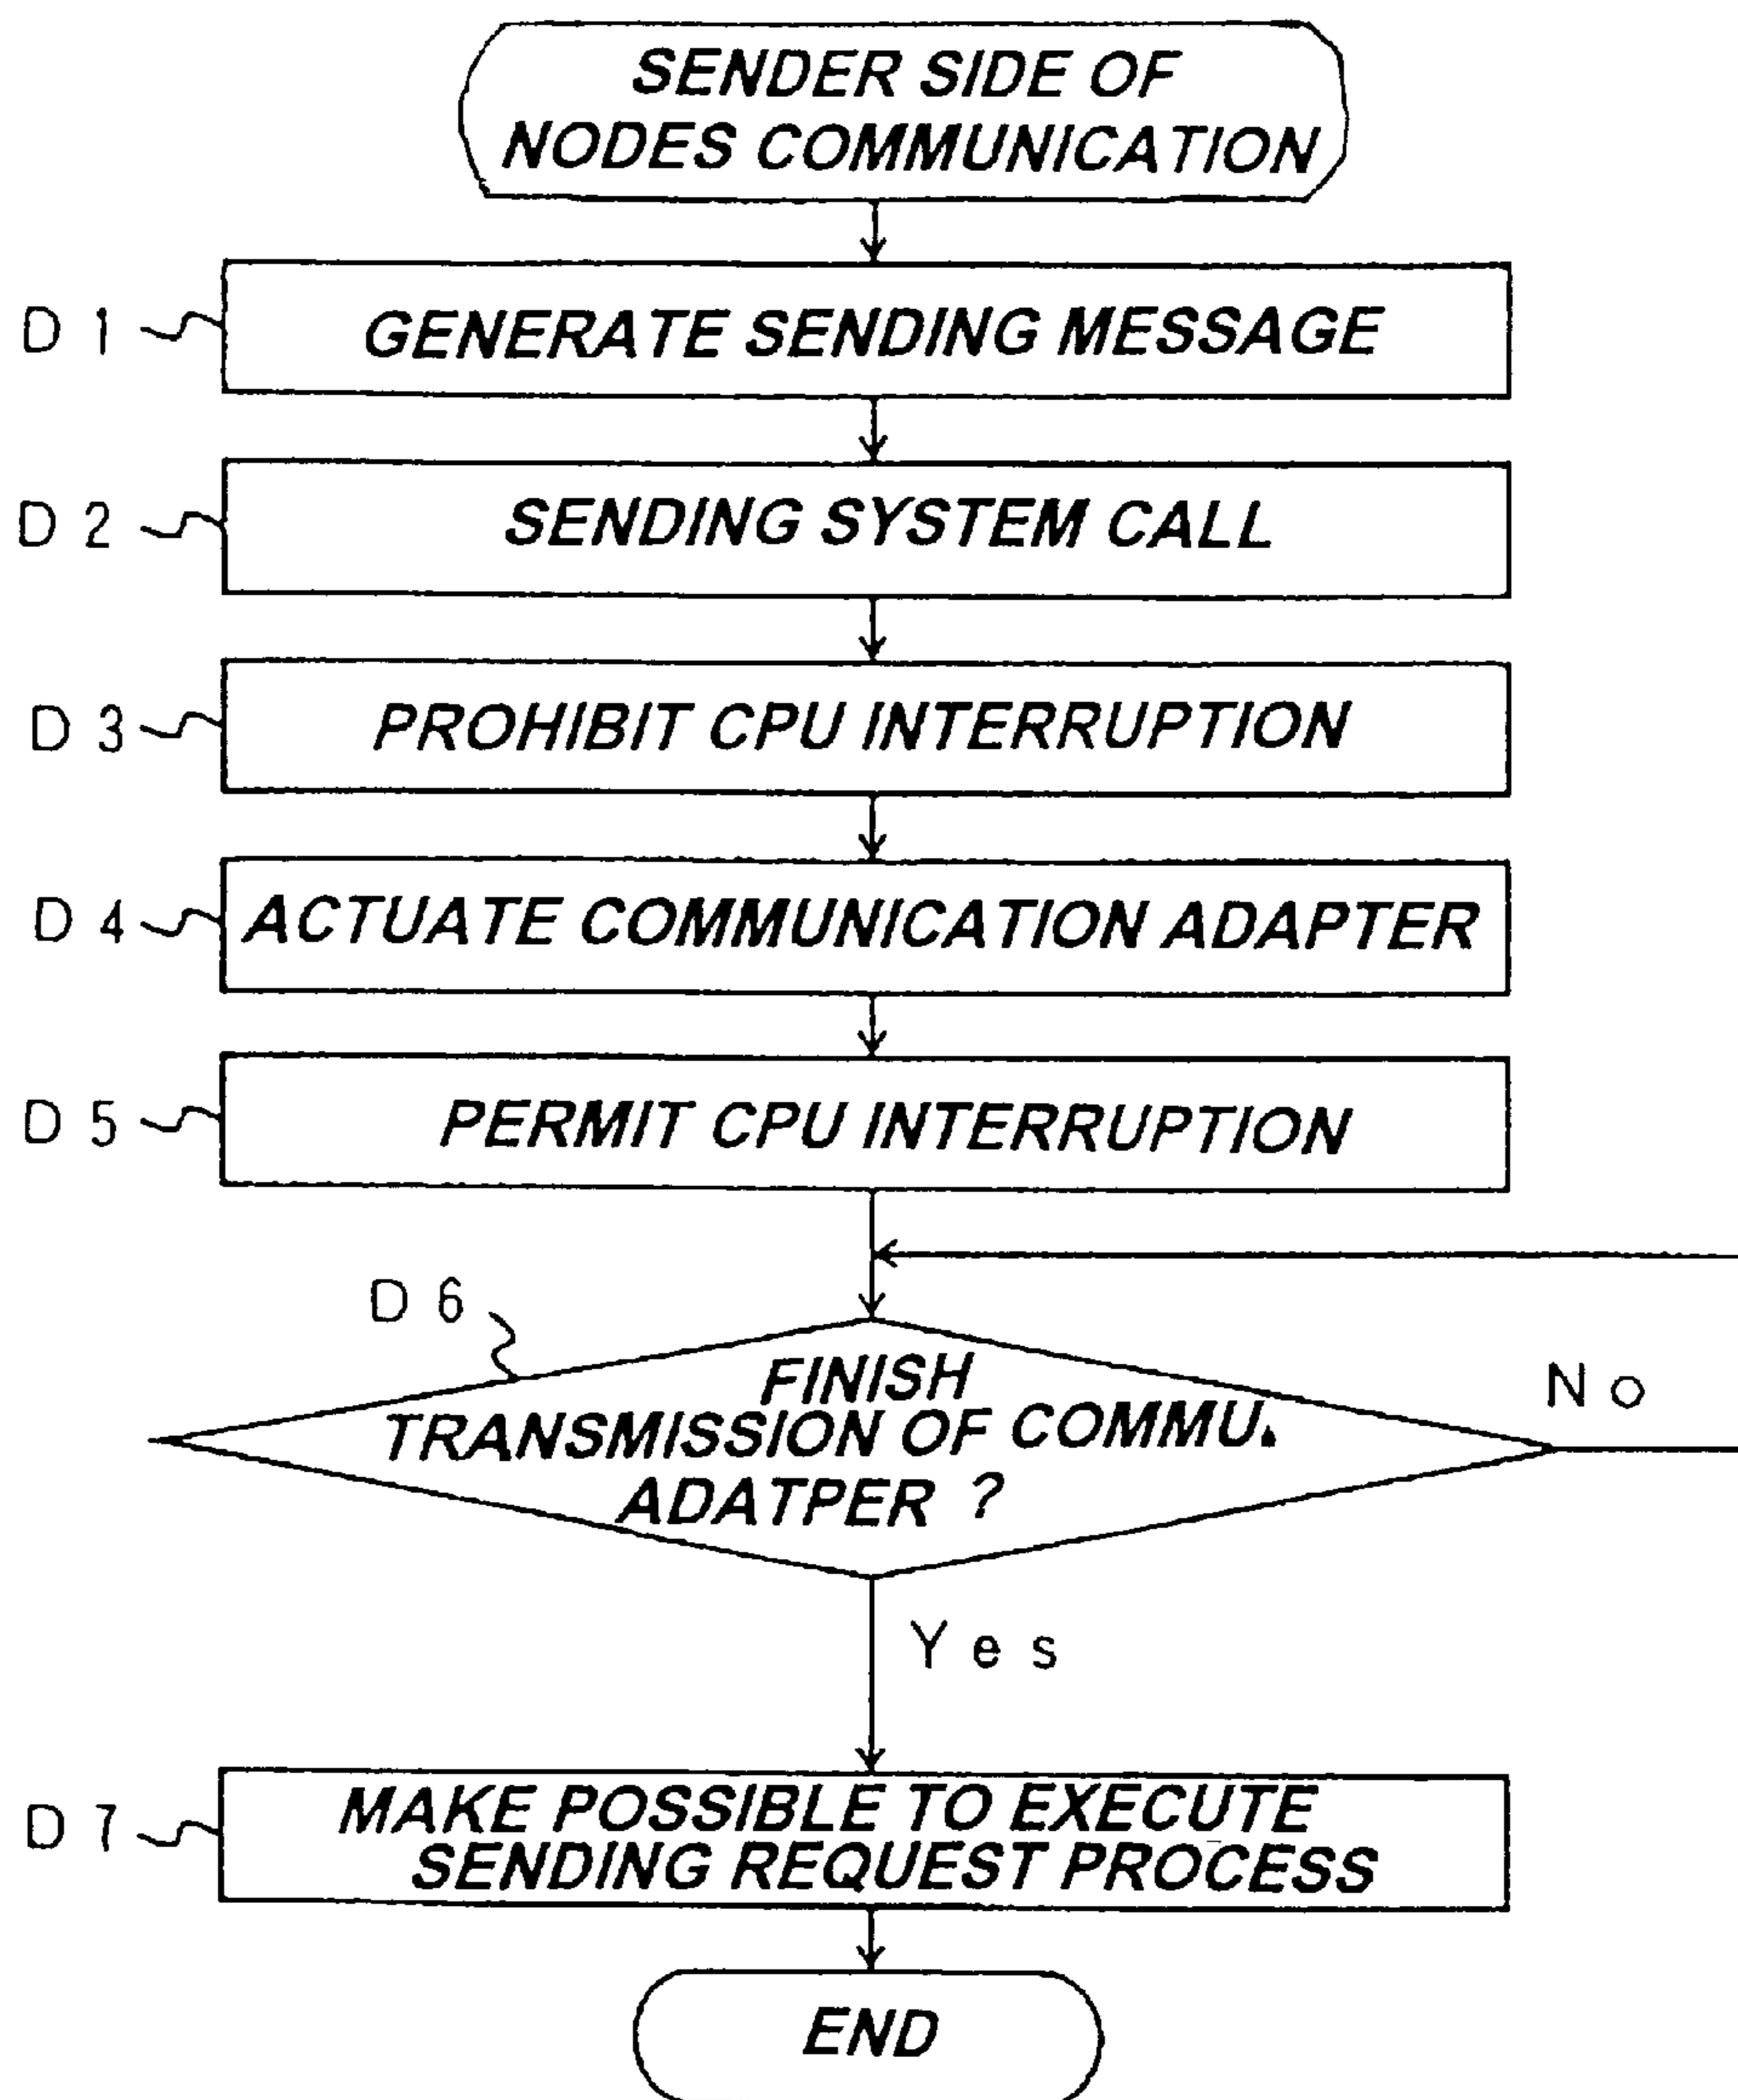 SENDER SIDE OF
NODES COMMUNICATION
D 1
GENERATE SENDING MESSAGE
D 2
SENDING SYSTEM CALL
D 3
PROHIBIT CPU INTERRUPTION
D 4
ACTUATE COMMUNICATION ADAPTER
D 5
PERMIT CPU INTERRUPTION
D 6
FINISH
TRANSMISSION OF COMMU.
ADATPER ?
No
Yes
D 7
MAKE POSSIBLE TO EXECUTE
SENDING REQUEST PROCESS
END